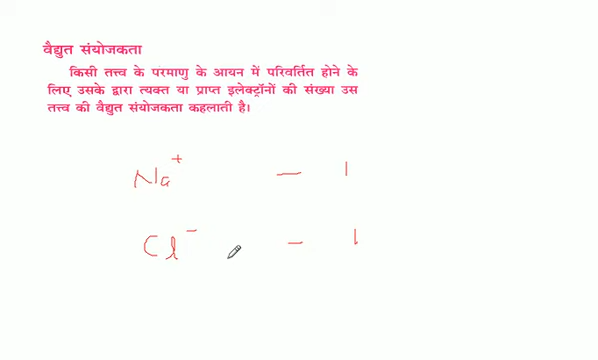 वैद्युत संयोजकता
किसी तत्त्व के परमाणु के आयन में परिवर्तित होने के
लिए उसके द्वारा त्यक्त या प्राप्त इलेक्ट्रॉनों की संख्या उस
तत्त्व की वैद्युत संयोजकता कहलाती है।
Na⁺ – 1
Cl⁻ – 1